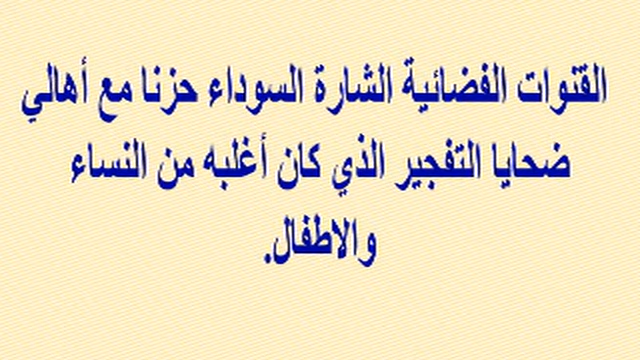 القنوات الفضائية الشارة السوداء حزنا مع أهالي
ضحايا التفجير الذي كان أغلبه من النساء
والاطفال.